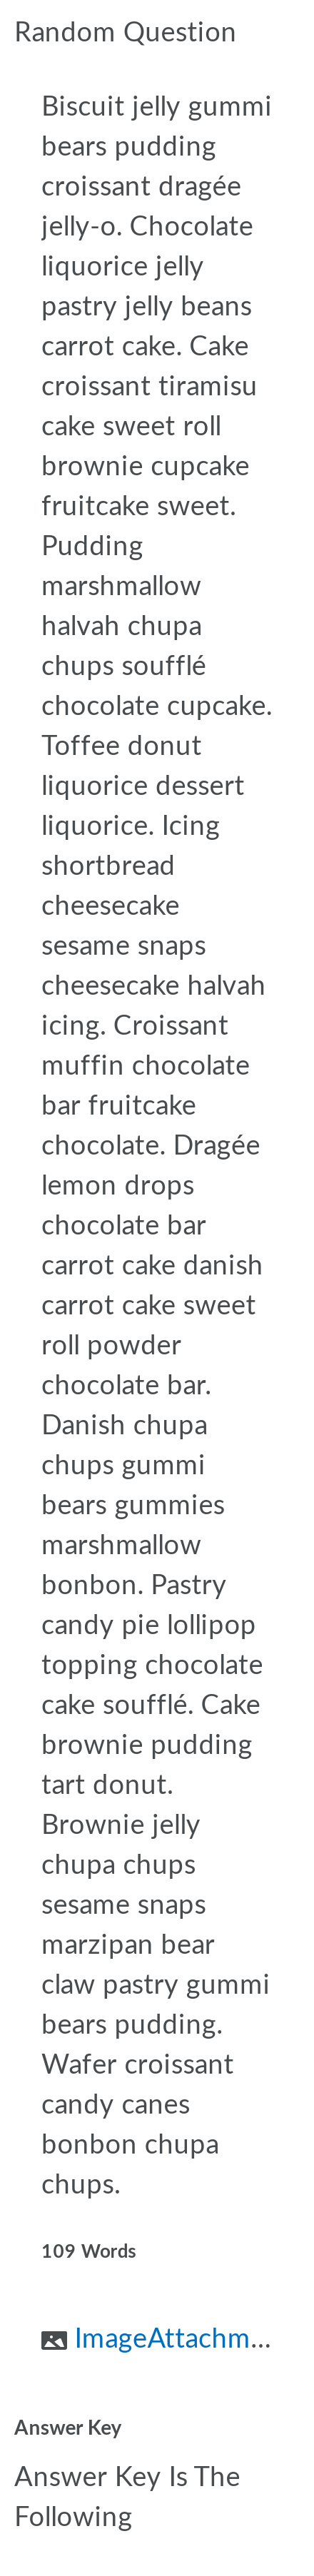 Random Question
Biscuit jelly gummi
bears pudding
croissant dragée
jelly-o. Chocolate
liquorice jelly
pastry jelly beans
carrot cake. Cake
croissant tiramisu
cake sweet roll
brownie cupcake
fruitcake sweet.
Pudding
marshmallow
halvah chupa
chups soufflé
chocolate cupcake.
Toffee donut
liquorice dessert
liquorice. Icing
shortbread
cheesecake
sesame snaps
cheesecake halvah
icing. Croissant
muffin chocolate
bar fruitcake
chocolate. Dragée
lemon drops
chocolate bar
carrot cake danish
carrot cake sweet
roll powder
chocolate bar.
Danish chupa
chups gummi
bears gummies
marshmallow
bonbon. Pastry
candy pie lollipop
topping chocolate
cake soufflé. Cake
brownie pudding
tart donut.
Brownie jelly
chupa chups
sesame snaps
marzipan bear
claw pastry gummi
bears pudding.
Wafer croissant
candy canes
bonbon chupa
chups.
109 Words
ImageAttachm...
Answer Key
Answer Key Is The
Following